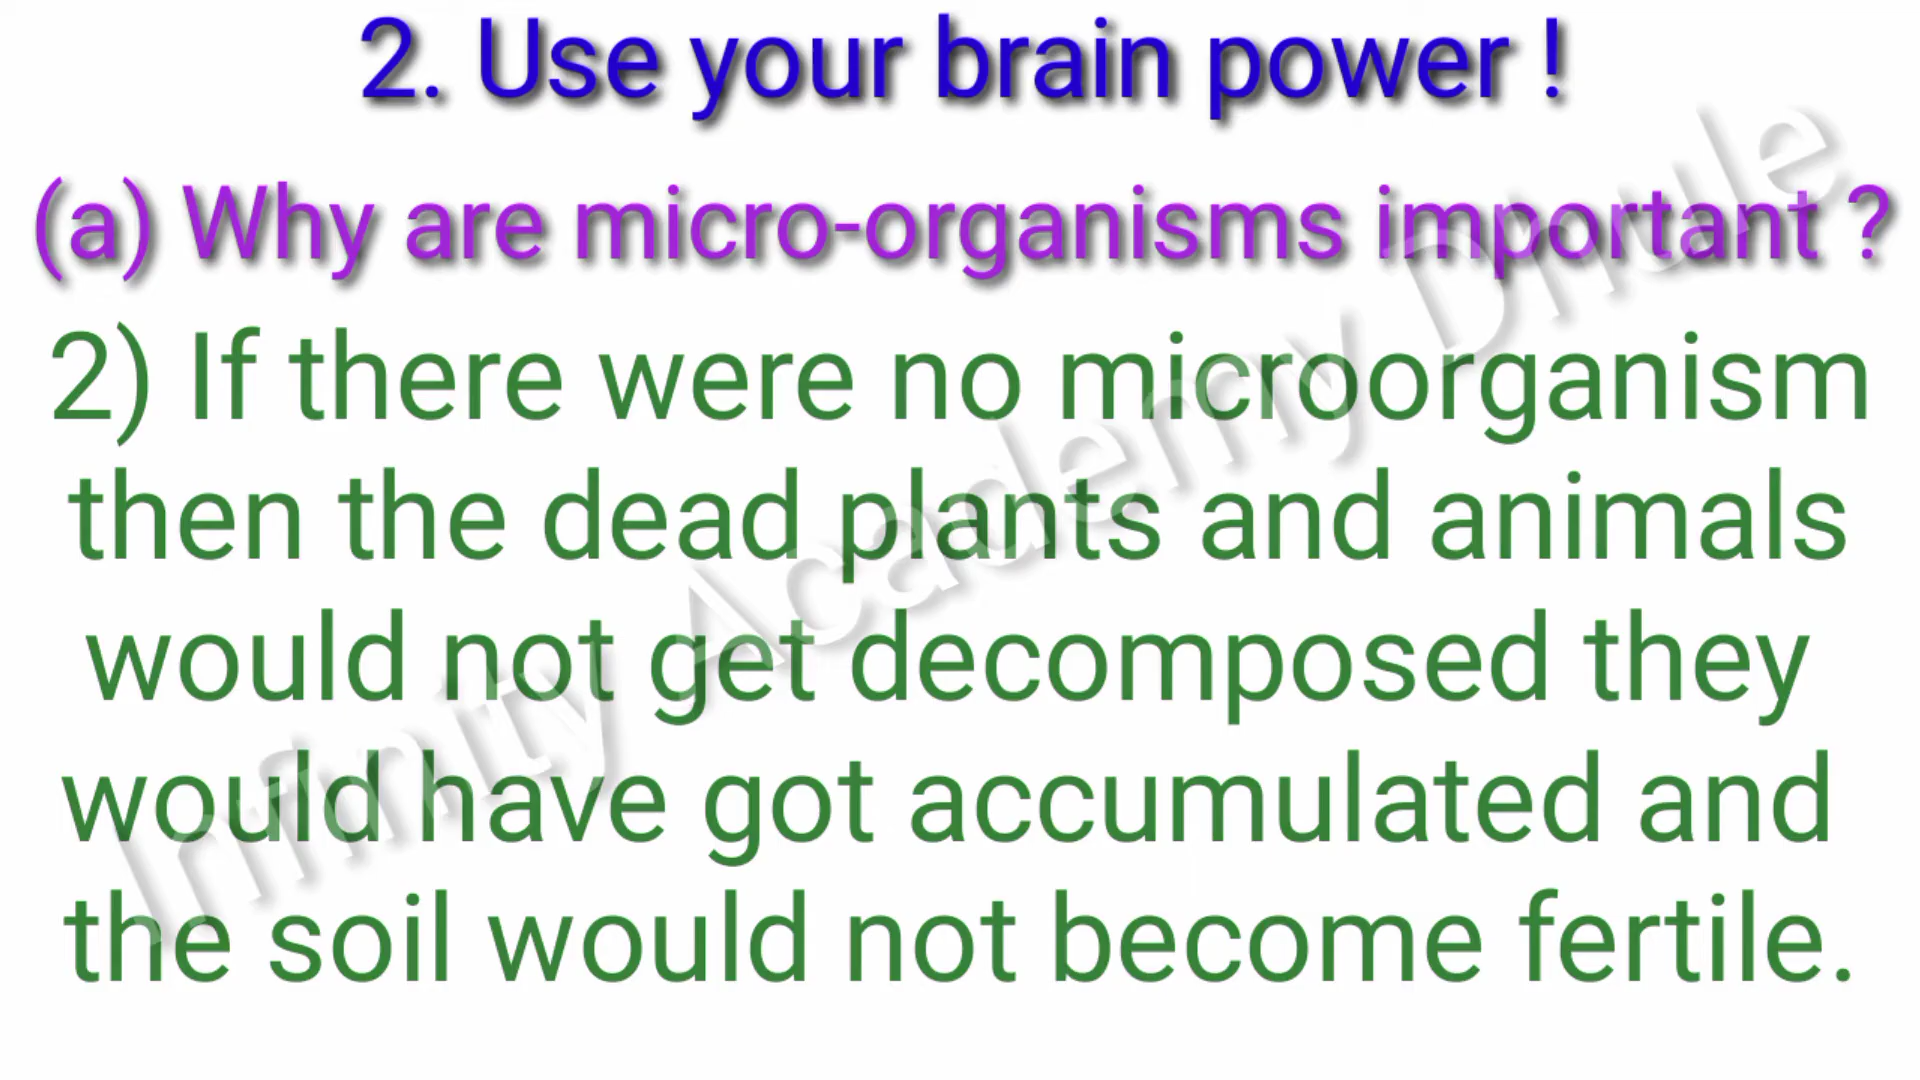 2. Use your brain power !
(a) Why are micro-organisms important ?
2) If there were no microorganism
then the dead plants and animals
would not get decomposed they
would have got accumulated and
the soil would not become fertile.
Infinity Academy Dhule